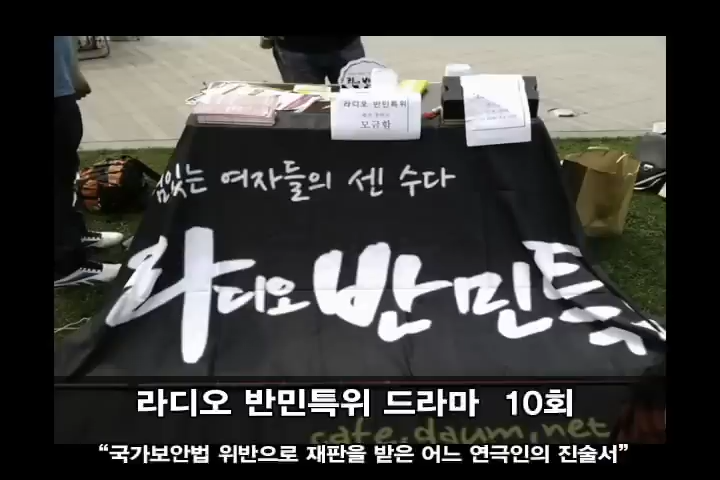 라디오 반민특위
모금함
있는 여자들의 센 수다
라디오 반민특
라디오 반민특위 드라마 10회
cafe.daum.net
“국가보안법 위반으로 재판을 받은 어느 연극인의 진술서”